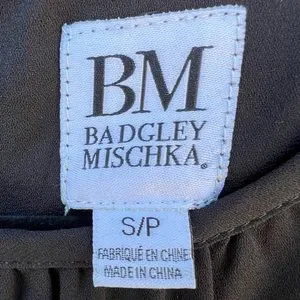 BM
BADGLEY
MISCHKA®
S/P
FABRIQUÉ EN CHINE
MADE IN CHINA